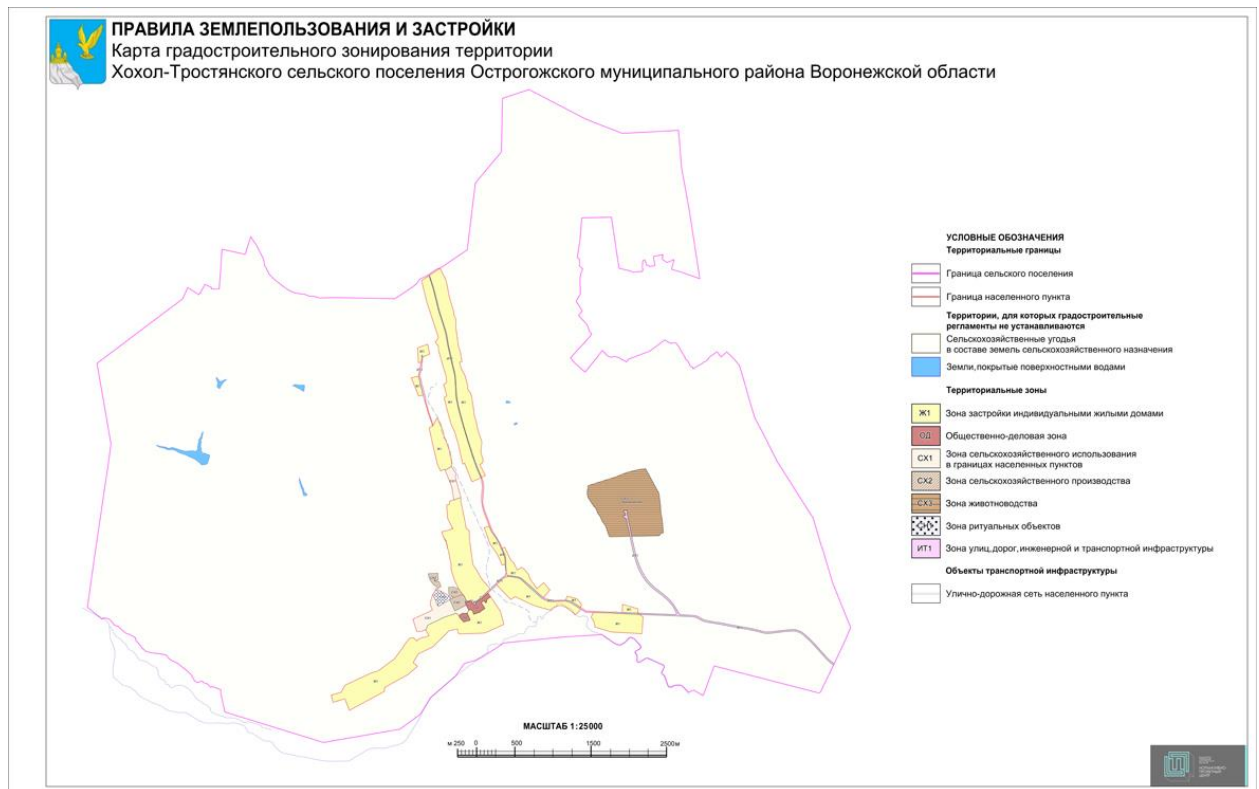 ПРАВИЛА ЗЕМЛЕПОЛЬЗОВАНИЯ И ЗАСТРОЙКИ
Карта градостроительного зонирования территории
Хохол-Тростянского сельского поселения Острогожского муниципального района Воронежской области
УСЛОВНЫЕ ОБОЗНАЧЕНИЯ
Территориальные границы
Граница сельского поселения
Граница населенного пункта
Территории, для которых градостроительные
регламенты не устанавливаются
Сельскохозяйственные угодья
в составе земель сельскохозяйственного назначения
Земли,покрытые поверхностными водами
Территориальные зоны
Ж1 Зона застройки индивидуальными жилыми домами
ОД Общественно-деловая зона
СХ1 Зона сельскохозяйственного использования
в границах населенных пунктов
СХ2 Зона сельскохозяйственного производства
СХ3 Зона животноводства
Зона ритуальных объектов
ИТ1 Зона улиц,дорог,инженерной и транспортной инфраструктуры
Объекты транспортной инфраструктуры
Улично-дорожная сеть населенного пункта
МАСШТАБ 1:25000
м 250 0 500 1500 2500м